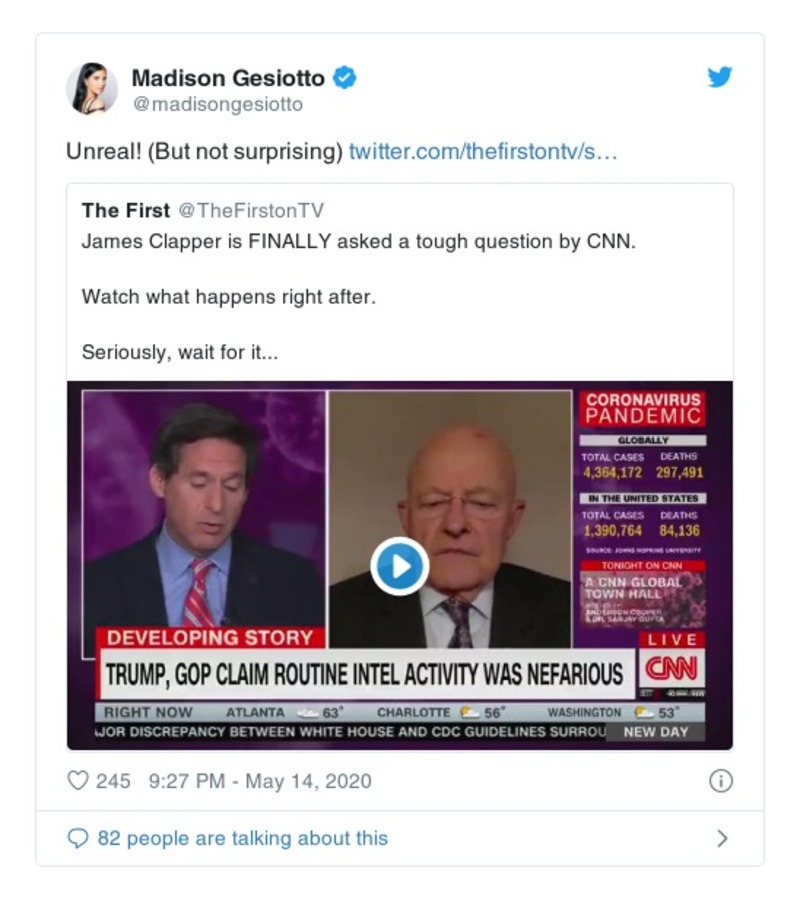 Madison Gesiotto
@madisongesiotto
Unreal! (But not surprising) twitter.com/thefirstontv/s…
The First @TheFirstonTV
James Clapper is FINALLY asked a tough question by CNN.
Watch what happens right after.
Seriously, wait for it...
CORONAVIRUS
PANDEMIC
GLOBALLY
TOTAL CASES DEATHS
4,364,172 297,491
IN THE UNITED STATES
TOTAL CASES DEATHS
1,390,764 84,136
SOURCE: JOHNS HOPKINS UNIVERSITY
TONIGHT ON CNN
A CNN GLOBAL
TOWN HALL
ANDERSON COOPER
& DR. SANJAY GUPTA
DEVELOPING STORY
LIVE
TRUMP, GOP CLAIM ROUTINE INTEL ACTIVITY WAS NEFARIOUS
CNN
RIGHT NOW ATLANTA 63° CHARLOTTE 56° WASHINGTON 53°
JOR DISCREPANCY BETWEEN WHITE HOUSE AND CDC GUIDELINES SURROU NEW DAY
245 9:27 PM - May 14, 2020
82 people are talking about this